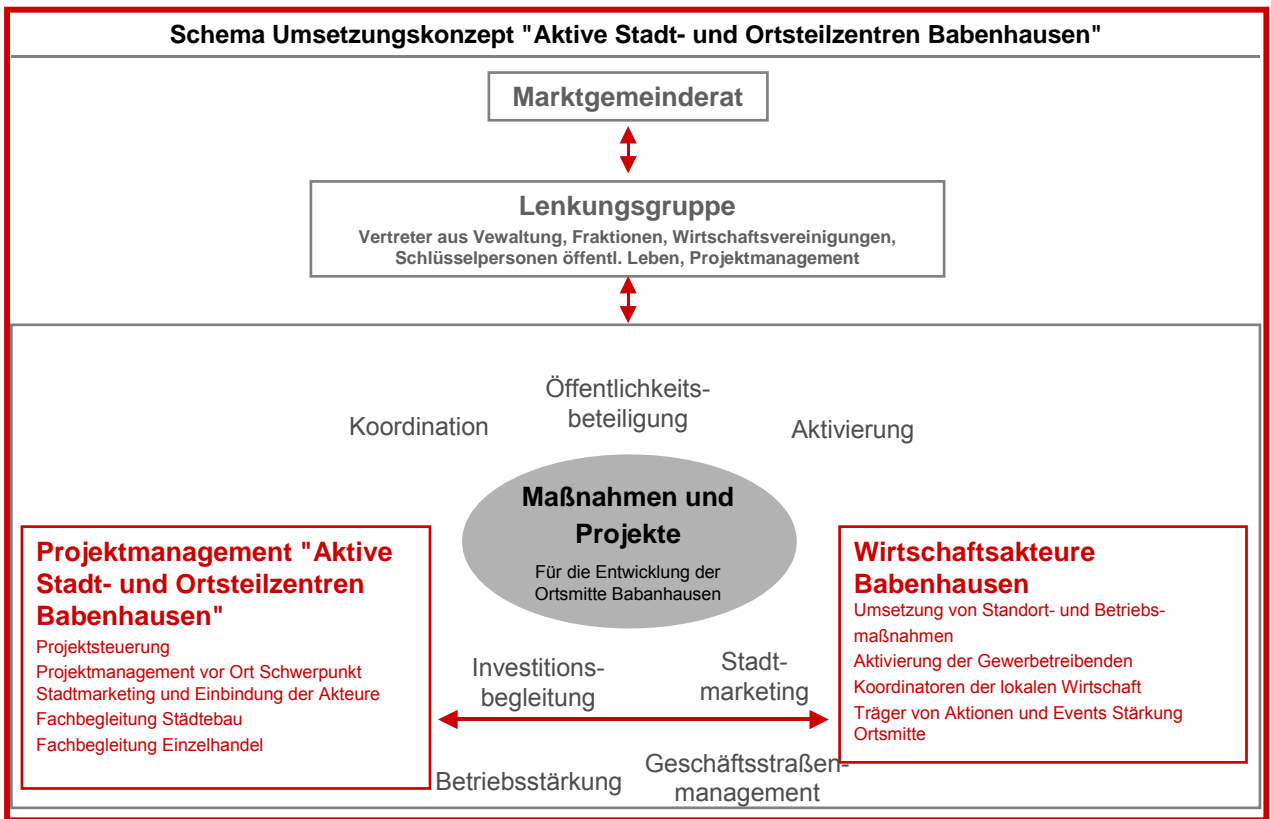 Schema Umsetzungskonzept "Aktive Stadt- und Ortsteilzentren Babenhausen"
Marktgemeinderat
Lenkungsgruppe
Vertreter aus Vewaltung, Fraktionen, Wirtschaftsvereinigungen,
Schlüsselpersonen öffentl. Leben, Projektmanagement
Öffentlichkeits-
beteiligung
Koordination
Aktivierung
Maßnahmen und
Projekte
Für die Entwicklung der
Ortsmitte Babanhausen
Projektmanagement "Aktive
Stadt- und Ortsteilzentren
Babenhausen"
Projektsteuerung
Projektmanagement vor Ort Schwerpunkt
Stadtmarketing und Einbindung der Akteure
Fachbegleitung Städtebau
Fachbegleitung Einzelhandel
Wirtschaftsakteure
Babenhausen
Umsetzung von Standort- und Betriebs-
maßnahmen
Aktivierung der Gewerbetreibenden
Koordinatoren der lokalen Wirtschaft
Träger von Aktionen und Events Stärkung
Ortsmitte
Investitions-
begleitung
Stadt-
marketing
Betriebsstärkung
Geschäftsstraßen-
management